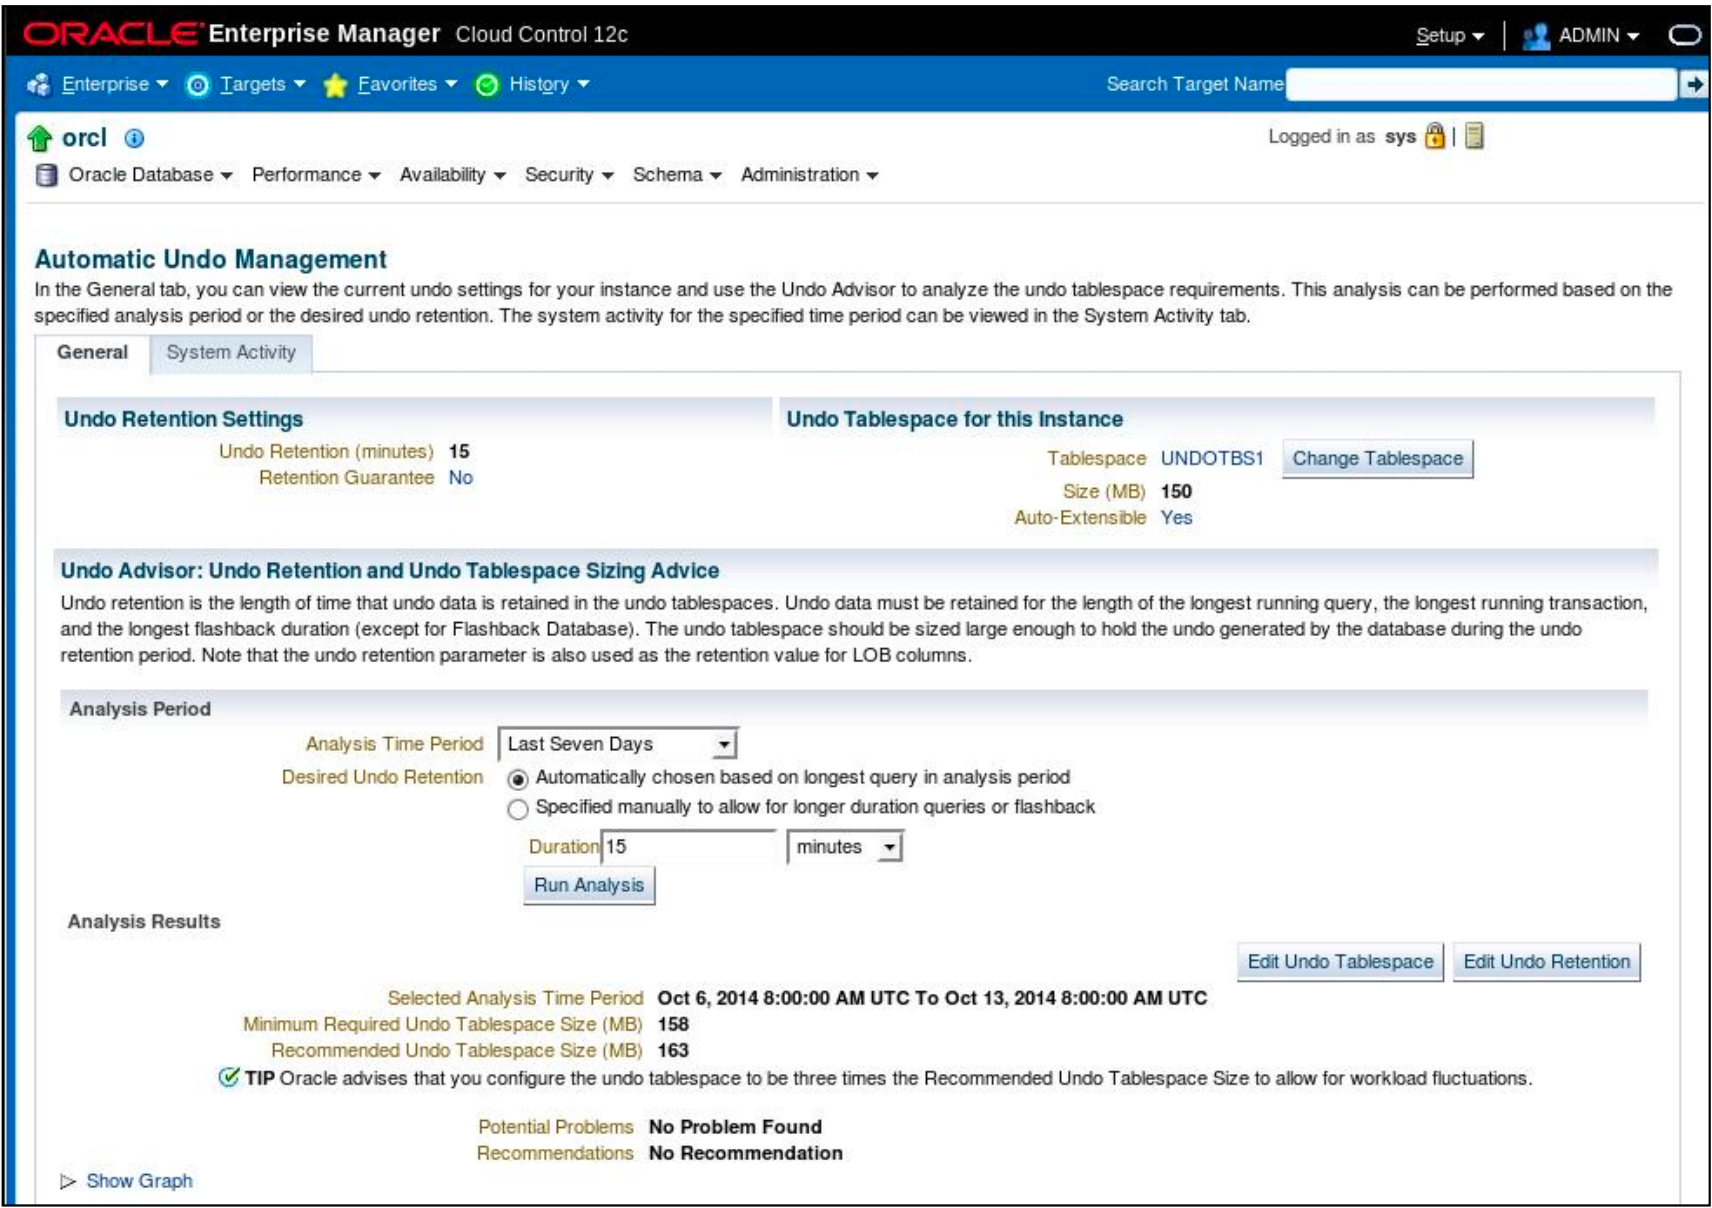 ORACLE Enterprise Manager Cloud Control 12c
Setup ADMIN
Enterprise Targets Favorites History Search Target Name
orcl Logged in as sys
Oracle Database Performance Availability Security Schema Administration
Automatic Undo Management
In the General tab, you can view the current undo settings for your instance and use the Undo Advisor to analyze the undo tablespace requirements. This analysis can be performed based on the
specified analysis period or the desired undo retention. The system activity for the specified time period can be viewed in the System Activity tab.
General System Activity
Undo Retention Settings
Undo Retention (minutes) 15
Retention Guarantee No
Undo Tablespace for this Instance
Tablespace UNDOTBS1 Change Tablespace
Size (MB) 150
Auto-Extensible Yes
Undo Advisor: Undo Retention and Undo Tablespace Sizing Advice
Undo retention is the length of time that undo data is retained in the undo tablespaces. Undo data must be retained for the length of the longest running query, the longest running transaction,
and the longest flashback duration (except for Flashback Database). The undo tablespace should be sized large enough to hold the undo generated by the database during the undo
retention period. Note that the undo retention parameter is also used as the retention value for LOB columns.
Analysis Period
Analysis Time Period Last Seven Days
Desired Undo Retention Automatically chosen based on longest query in analysis period
Specified manually to allow for longer duration queries or flashback
Duration 15 minutes
Run Analysis
Analysis Results
Edit Undo Tablespace Edit Undo Retention
Selected Analysis Time Period Oct 6, 2014 8:00:00 AM UTC To Oct 13, 2014 8:00:00 AM UTC
Minimum Required Undo Tablespace Size (MB) 158
Recommended Undo Tablespace Size (MB) 163
TIP Oracle advises that you configure the undo tablespace to be three times the Recommended Undo Tablespace Size to allow for workload fluctuations.
Potential Problems No Problem Found
Recommendations No Recommendation
Show Graph